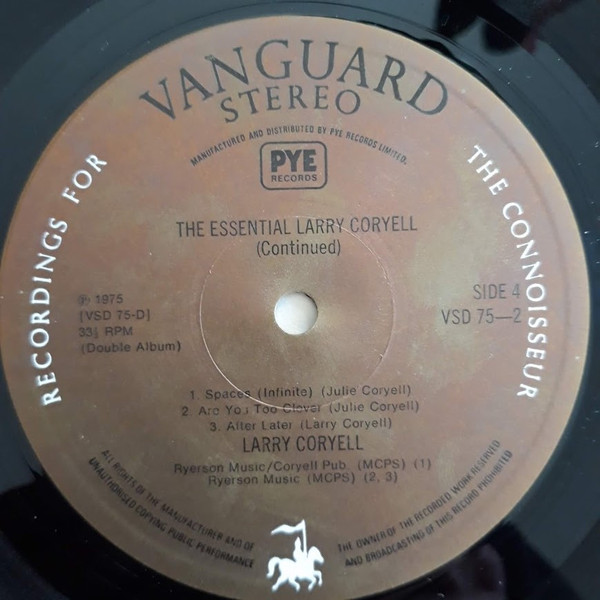 VANGUARD
STEREO
MANUFACTURED AND DISTRIBUTED BY PYE RECORDS LIMITED.
PYE
RECORDS
RECORDINGS FOR
THE CONNOISSEUR
THE ESSENTIAL LARRY CORYELL
(Continued)
℗ 1975
[VSD 75-D]
33⅓ RPM
(Double Album)
SIDE 4
VSD 75—2
1. Spaces (Infinite) (Julie Coryell)
2. Are You Too Clever (Julie Coryell)
3. After Later (Larry Coryell)
LARRY CORYELL
Ryerson Music/Coryell Pub. (MCPS) (1)
Ryerson Music (MCPS) (2, 3)
ALL RIGHTS OF THE MANUFACTURER AND OF
THE OWNER OF THE RECORDED WORK RESERVED
UNAUTHORISED COPYING PUBLIC PERFORMANCE
AND BROADCASTING OF THIS RECORD PROHIBITED